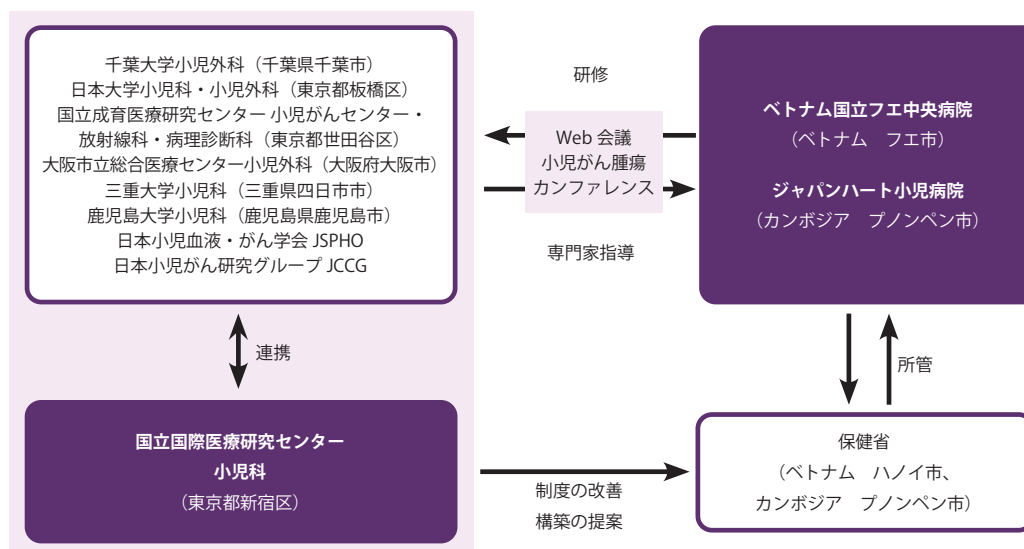 千葉大学小児外科（千葉県千葉市）
日本大学小児科・小児外科（東京都板橋区）
国立成育医療研究センター 小児がんセンター・
放射線科・病理診断科（東京都世田谷区）
大阪市立総合医療センター小児外科（大阪府大阪市）
三重大学小児科（三重県四日市市）
鹿児島大学小児科（鹿児島県鹿児島市）
日本小児血液・がん学会 JSPHO
日本小児がん研究グループ JCCG
研修
Web 会議
小児がん腫瘍
カンファレンス
専門家指導
ベトナム国立フエ中央病院
（ベトナム　フエ市）
ジャパンハート小児病院
（カンボジア　プノンペン市）
連携
所管
国立国際医療研究センター
小児科
（東京都新宿区）
制度の改善
構築の提案
保健省
（ベトナム　ハノイ市、
カンボジア　プノンペン市）